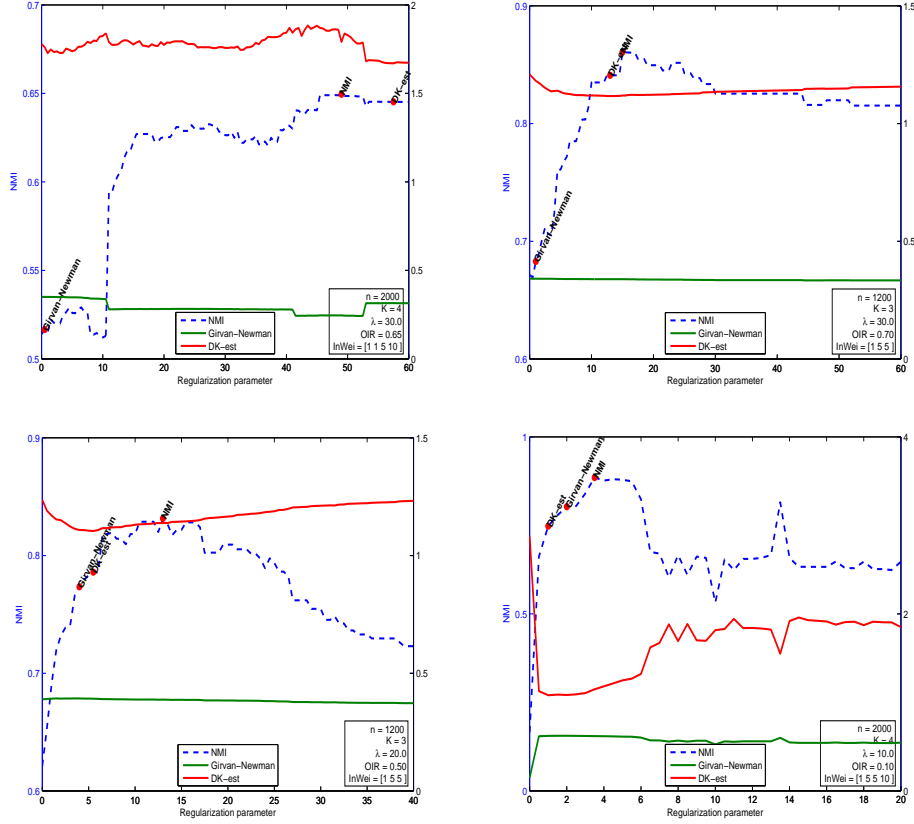 0.7
0.65
0.6
0.55
0.5
NMI
2
1.5
1
0.5
0
0 10 20 30 40 50 60
Regularization parameter
Girvan−Newman
NMI
DK−est
NMI
Girvan−Newman
DK−est
n = 2000
K = 4
λ = 30.0
OIR = 0.65
InWei = [1 1 5 10 ]
0.9
0.8
0.7
0.6
NMI
1.5
1
0.5
0
0 10 20 30 40 50 60
Regularization parameter
Girvan−Newman
DK−est
NMI
NMI
Girvan−Newman
DK−est
n = 1200
K = 3
λ = 30.0
OIR = 0.70
InWei = [1 5 5 ]
0.9
0.8
0.7
0.6
NMI
1.5
1
0.5
0
0 5 10 15 20 25 30 35 40
Regularization parameter
Girvan−Newman
DK−est
NMI
NMI
Girvan−Newman
DK−est
n = 1200
K = 3
λ = 20.0
OIR = 0.50
InWei = [1 5 5 ]
1
0.5
0
NMI
4
2
0
0 2 4 6 8 10 12 14 16 18 20
Regularization parameter
DK−est
Girvan−Newman
NMI
NMI
Girvan−Newman
DK−est
n = 2000
K = 4
λ = 10.0
OIR = 0.10
InWei = [1 1 5 10 ]